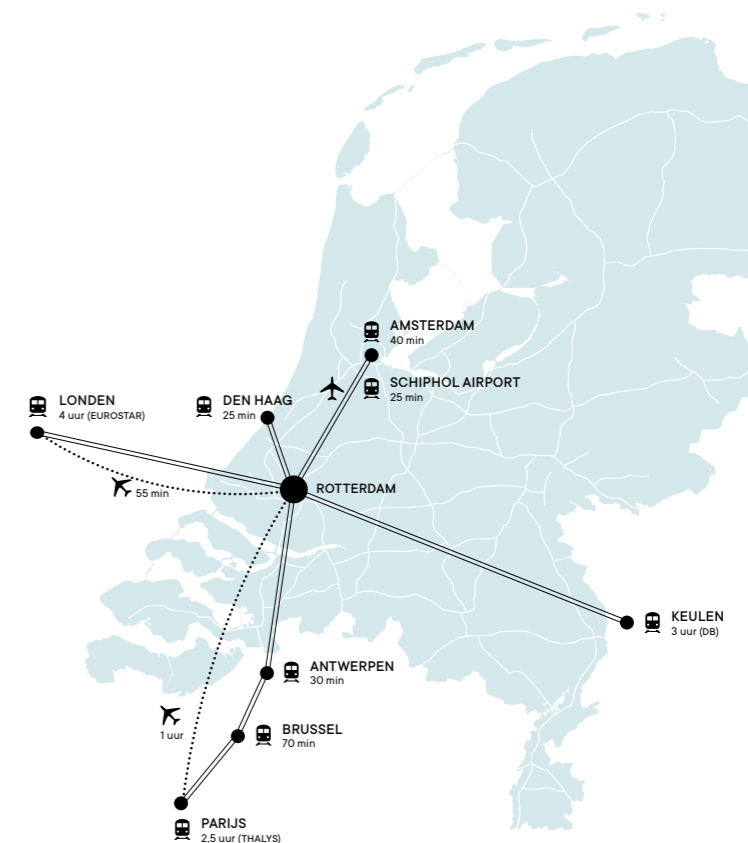 AMSTERDAM
40 min
SCHIPHOL AIRPORT
25 min
LONDEN
4 uur (EUROSTAR)
DEN HAAG
25 min
55 min
ROTTERDAM
KEULEN
3 uur (DB)
ANTWERPEN
30 min
1 uur
BRUSSEL
70 min
PARIJS
2,5 uur (THALYS)